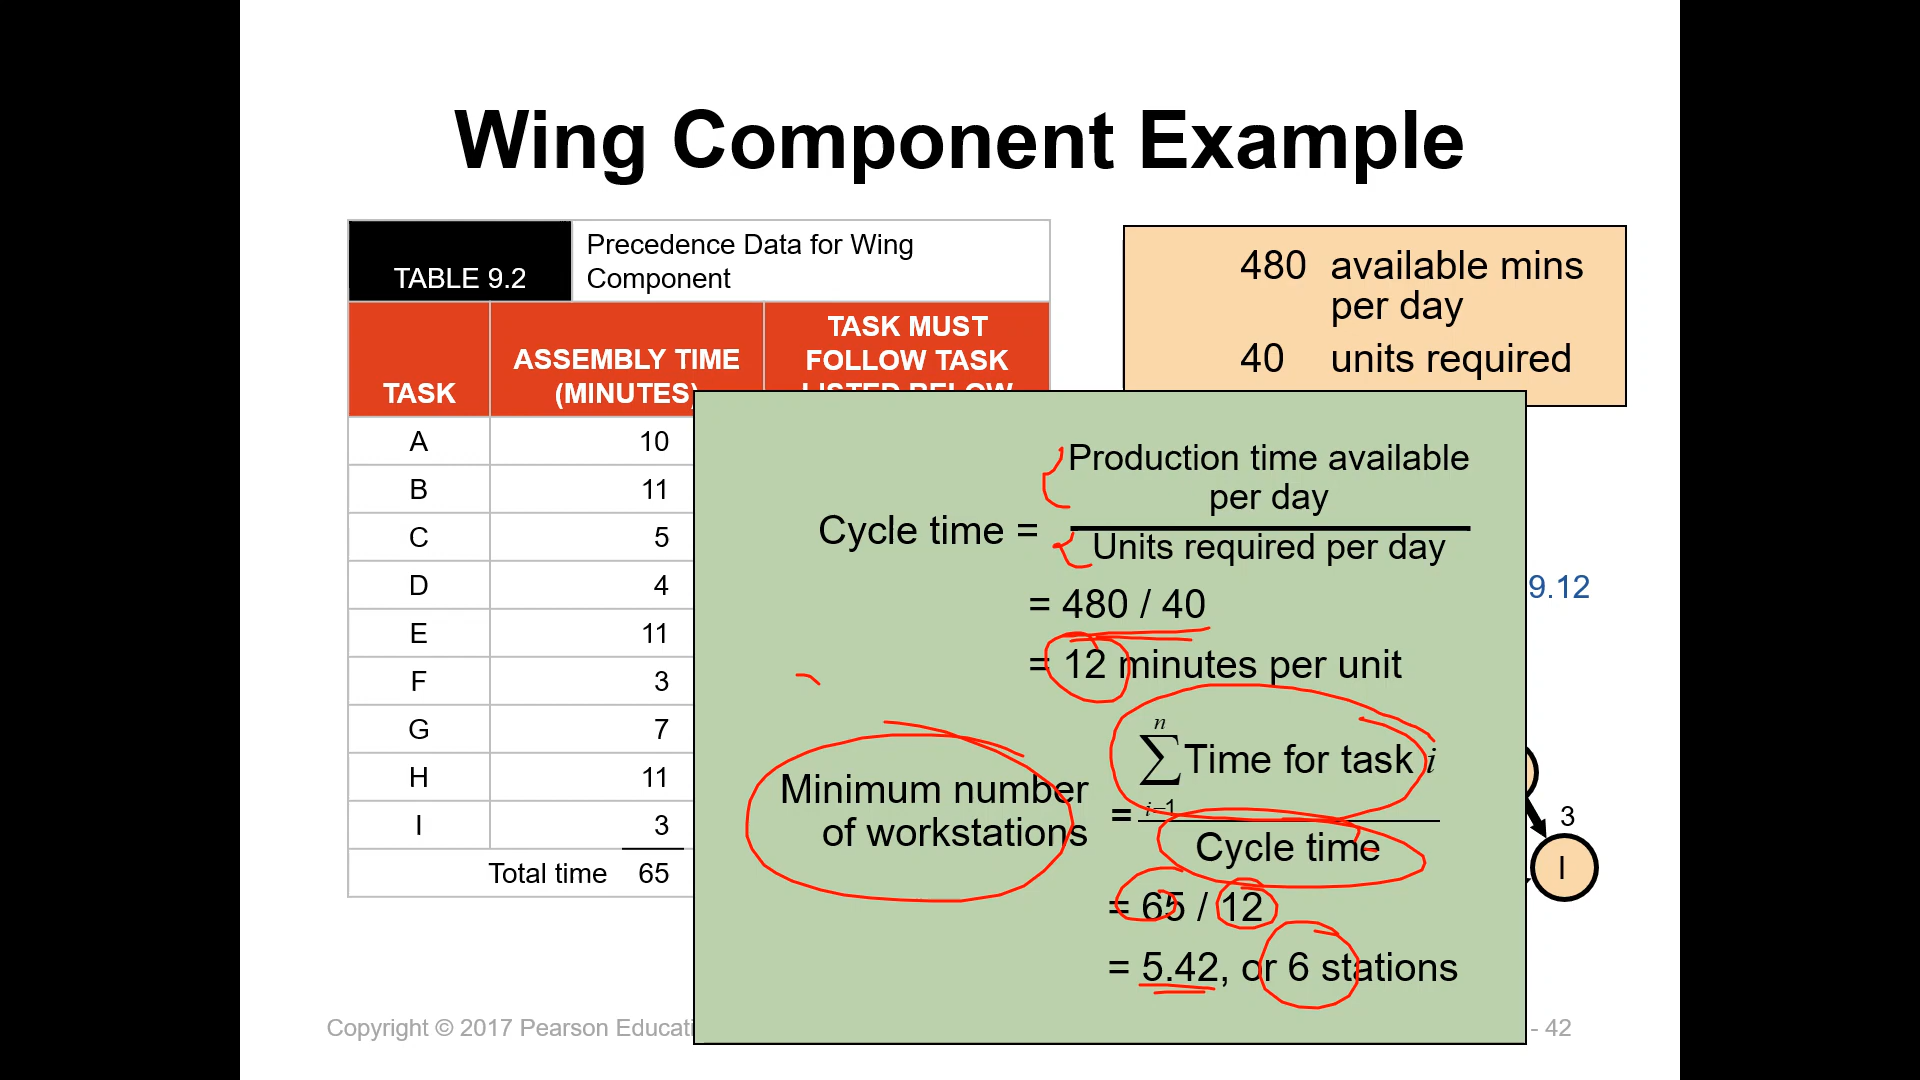 Wing Component Example
TABLE 9.2
Precedence Data for Wing
Component
TASK
ASSEMBLY TIME
(MINUTES)
TASK MUST
FOLLOW TASK
LISTED BELOW
A 10
B 11
C 5
D 4
E 11
F 3
G 7
H 11
I 3
Total time 65
480 available mins
per day
40 units required
Production time available
per day
Cycle time =
Units required per day
= 480 / 40
= 12 minutes per unit
n
∑Time for task i
i–1
Minimum number
of workstations
=
Cycle time
= 65 / 12
= 5.42, or 6 stations
9.12
3
I
Copyright © 2017 Pearson
- 42